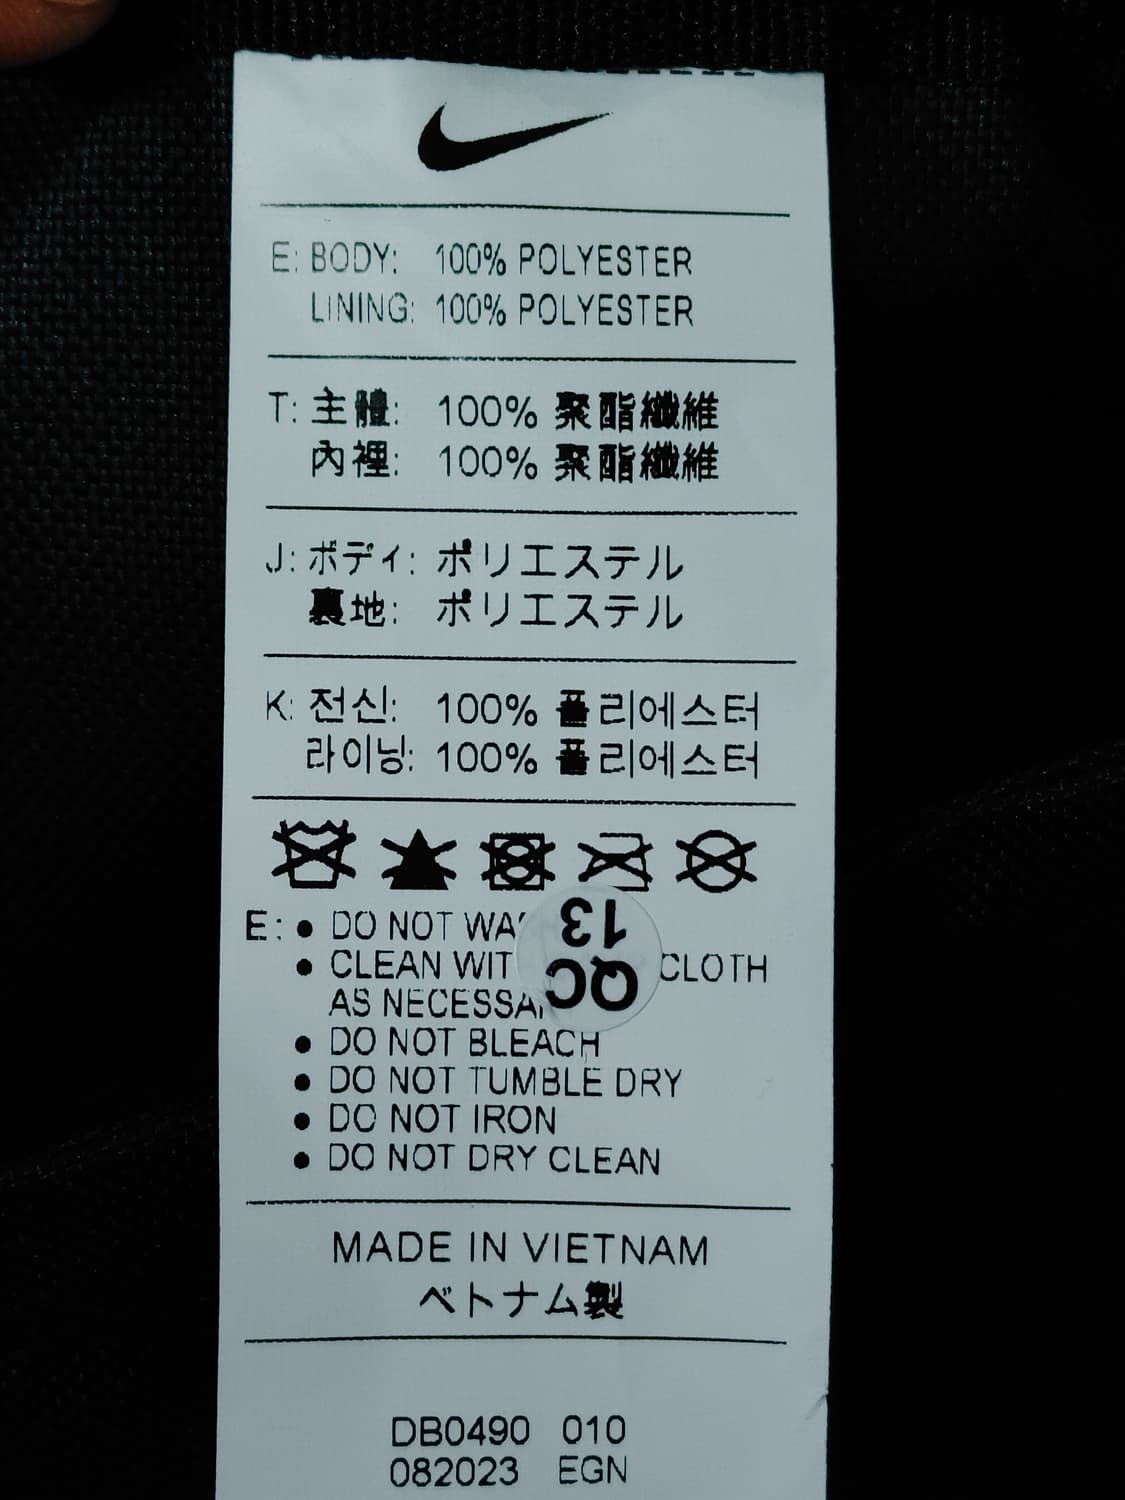 E: BODY: 100% POLYESTER
LINING: 100% POLYESTER
T: 主體: 100% 聚酯纖維
內裡: 100% 聚酯纖維
J: ボディ: ポリエステル
裏地: ポリエステル
K: 전신: 100% 폴리에스터
라이닝: 100% 폴리에스터
E: • DO NOT
• CLEAN CLOTH
AS
• DO NOT BLEACH
• DO NOT TUMBLE DRY
• DO NOT IRON
• DO NOT DRY CLEAN
QC
13
MADE IN VIETNAM
ベトナム製
DB0490 010
082023 EGN